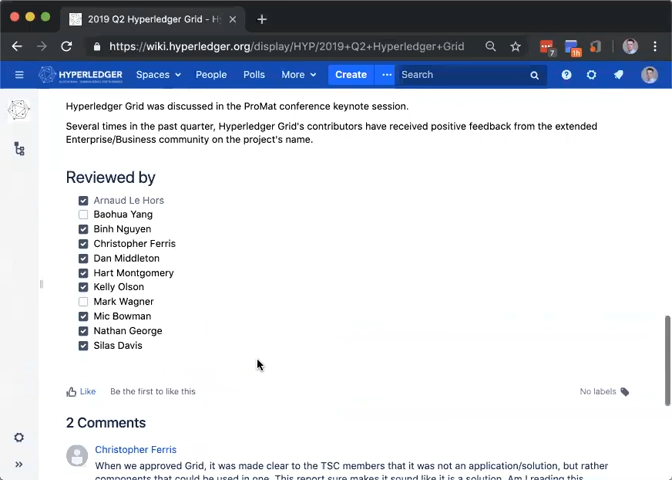 2019 Q2 Hyperledger Grid - H
https://wiki.hyperledger.org/display/HYP/2019+Q2+Hyperledger+Grid
HYPERLEDGER Spaces People Polls More Create ··· Search
Hyperledger Grid was discussed in the ProMat conference keynote session.
Several times in the past quarter, Hyperledger Grid's contributors have received positive feedback from the extended
Enterprise/Business community on the project's name.
Reviewed by
Arnaud Le Hors
Baohua Yang
Binh Nguyen
Christopher Ferris
Dan Middleton
Hart Montgomery
Kelly Olson
Mark Wagner
Mic Bowman
Nathan George
Silas Davis
Like Be the first to like this No labels
2 Comments
Christopher Ferris
When we approved Grid, it was made clear to the TSC members that it was not an application/solution, but rather
components that could be used in one. This report sure makes it sound like it is a solution. Am I reading this